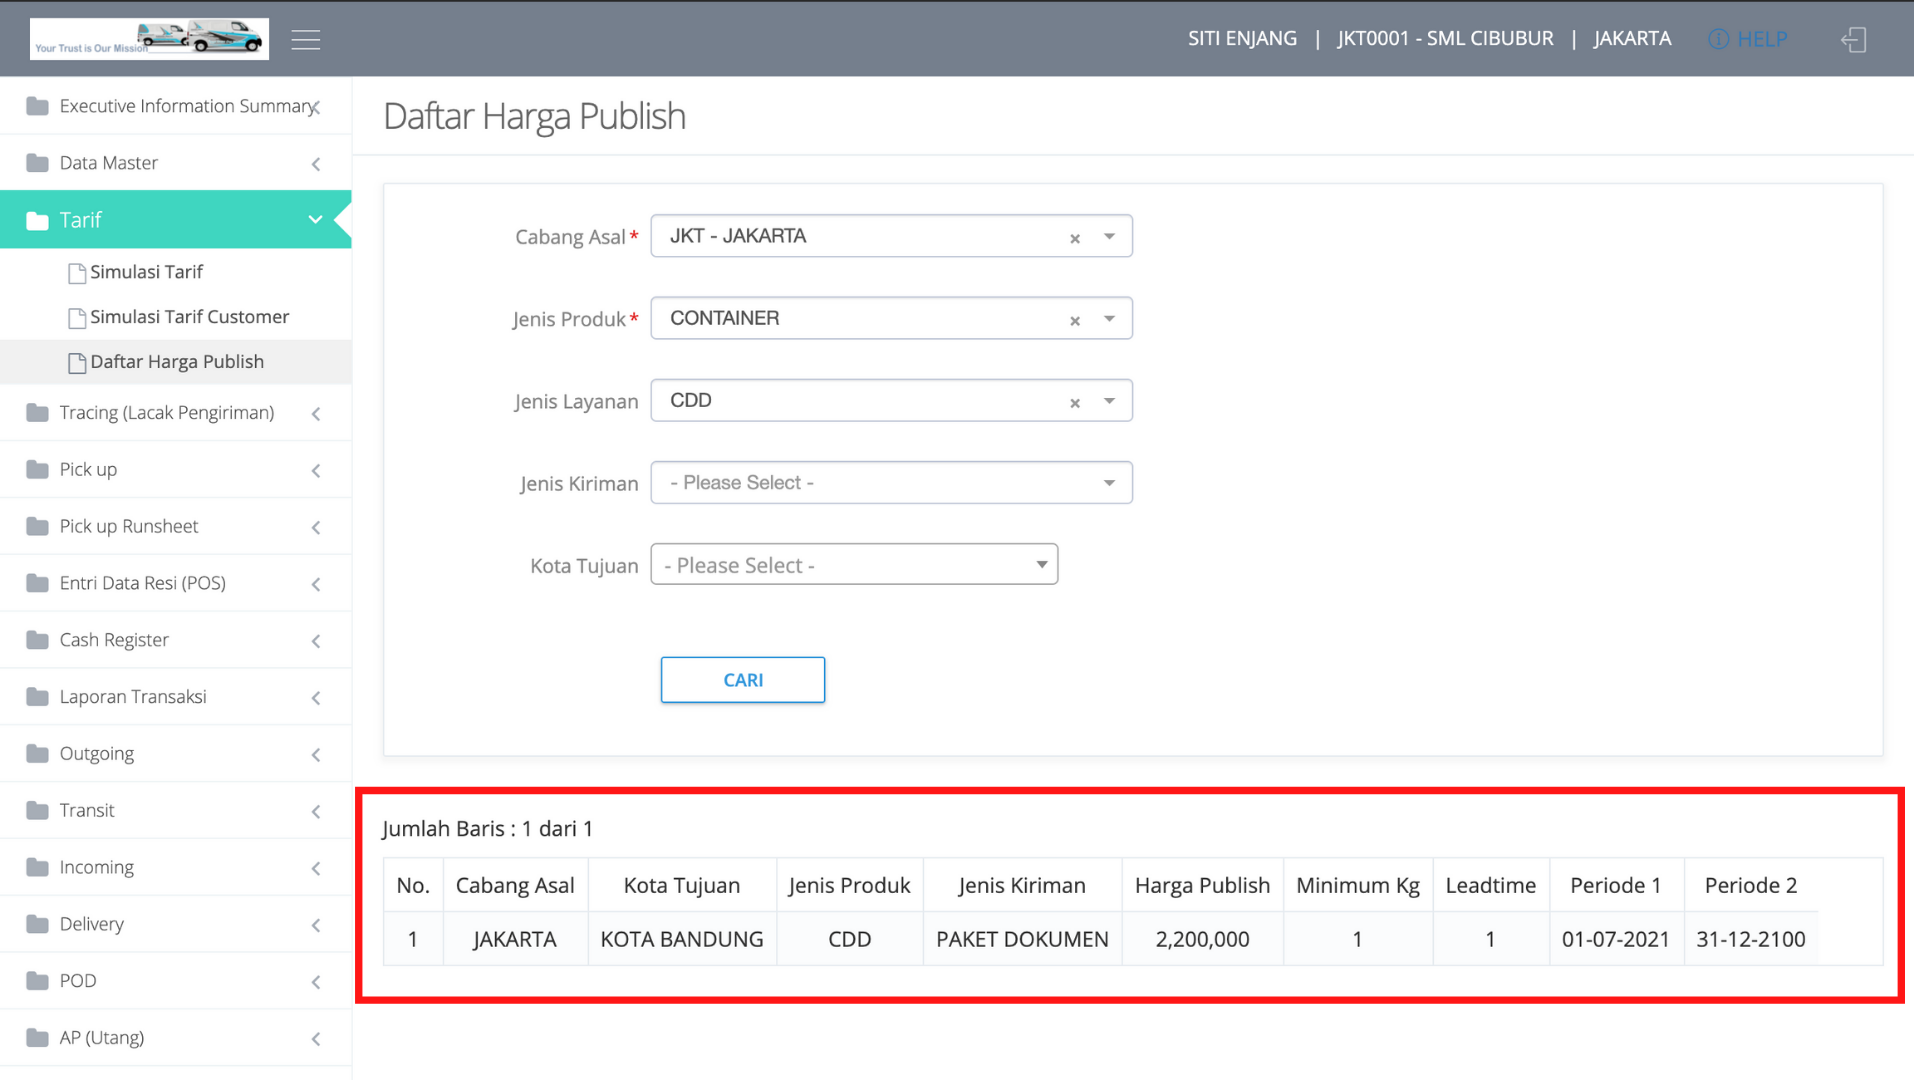 Your Trust is Our Mission
SITI ENJANG | JKT0001 - SML CIBUBUR | JAKARTA HELP
Executive Information Summary
Data Master
Tarif
Simulasi Tarif
Simulasi Tarif Customer
Daftar Harga Publish
Tracing (Lacak Pengiriman)
Pick up
Pick up Runsheet
Entri Data Resi (POS)
Cash Register
Laporan Transaksi
Outgoing
Transit
Incoming
Delivery
POD
AP (Utang)
Daftar Harga Publish
Cabang Asal* JKT - JAKARTA ×
Jenis Produk* CONTAINER ×
Jenis Layanan CDD ×
Jenis Kiriman - Please Select -
Kota Tujuan - Please Select -
CARI
Jumlah Baris : 1 dari 1
No. Cabang Asal Kota Tujuan Jenis Produk Jenis Kiriman Harga Publish Minimum Kg Leadtime Periode 1 Periode 2
1 JAKARTA KOTA BANDUNG CDD PAKET DOKUMEN 2,200,000 1 1 01-07-2021 31-12-2100